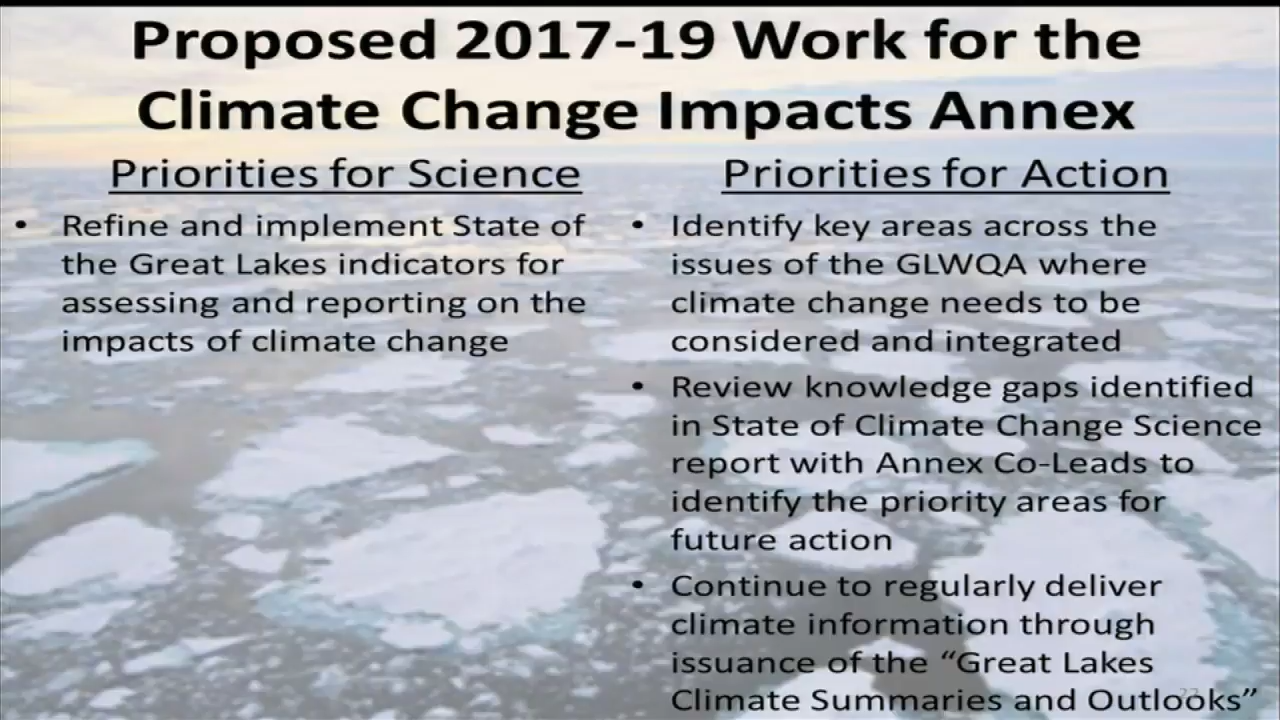 Proposed 2017-19 Work for the
Climate Change Impacts Annex
Priorities for Science
• Refine and implement State of
the Great Lakes indicators for
assessing and reporting on the
impacts of climate change
Priorities for Action
• Identify key areas across the
issues of the GLWQA where
climate change needs to be
considered and integrated
• Review knowledge gaps identified
in State of Climate Change Science
report with Annex Co-Leads to
identify the priority areas for
future action
• Continue to regularly deliver
climate information through
issuance of the “Great Lakes
Climate Summaries and Outlooks”